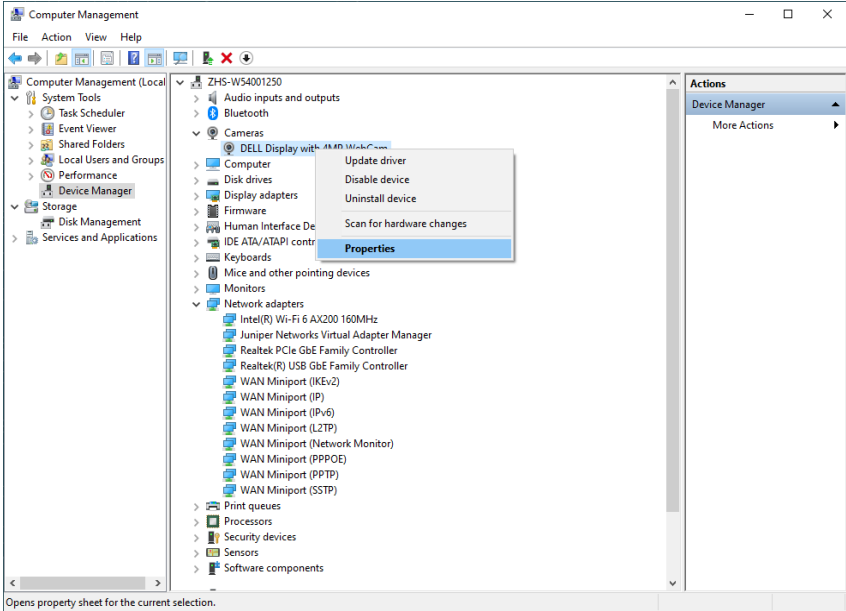 Computer Management
File Action View Help
Computer Management (Local
System Tools
Task Scheduler
Event Viewer
Shared Folders
Local Users and Groups
Performance
Device Manager
Storage
Disk Management
Services and Applications
ZHS-W54001250
Audio inputs and outputs
Bluetooth
Cameras
DELL Display with 4MP WebCam
Computer
Disk drives
Display adapters
Firmware
Human Interface De
IDE ATA/ATAPI contr
Keyboards
Mice and other pointing devices
Monitors
Network adapters
Intel(R) Wi-Fi 6 AX200 160MHz
Juniper Networks Virtual Adapter Manager
Realtek PCIe GbE Family Controller
Realtek(R) USB GbE Family Controller
WAN Miniport (IKEv2)
WAN Miniport (IP)
WAN Miniport (IPv6)
WAN Miniport (L2TP)
WAN Miniport (Network Monitor)
WAN Miniport (PPPOE)
WAN Miniport (PPTP)
WAN Miniport (SSTP)
Print queues
Processors
Security devices
Sensors
Software components
Update driver
Disable device
Uninstall device
Scan for hardware changes
Properties
Actions
Device Manager
More Actions
Opens property sheet for the current selection.